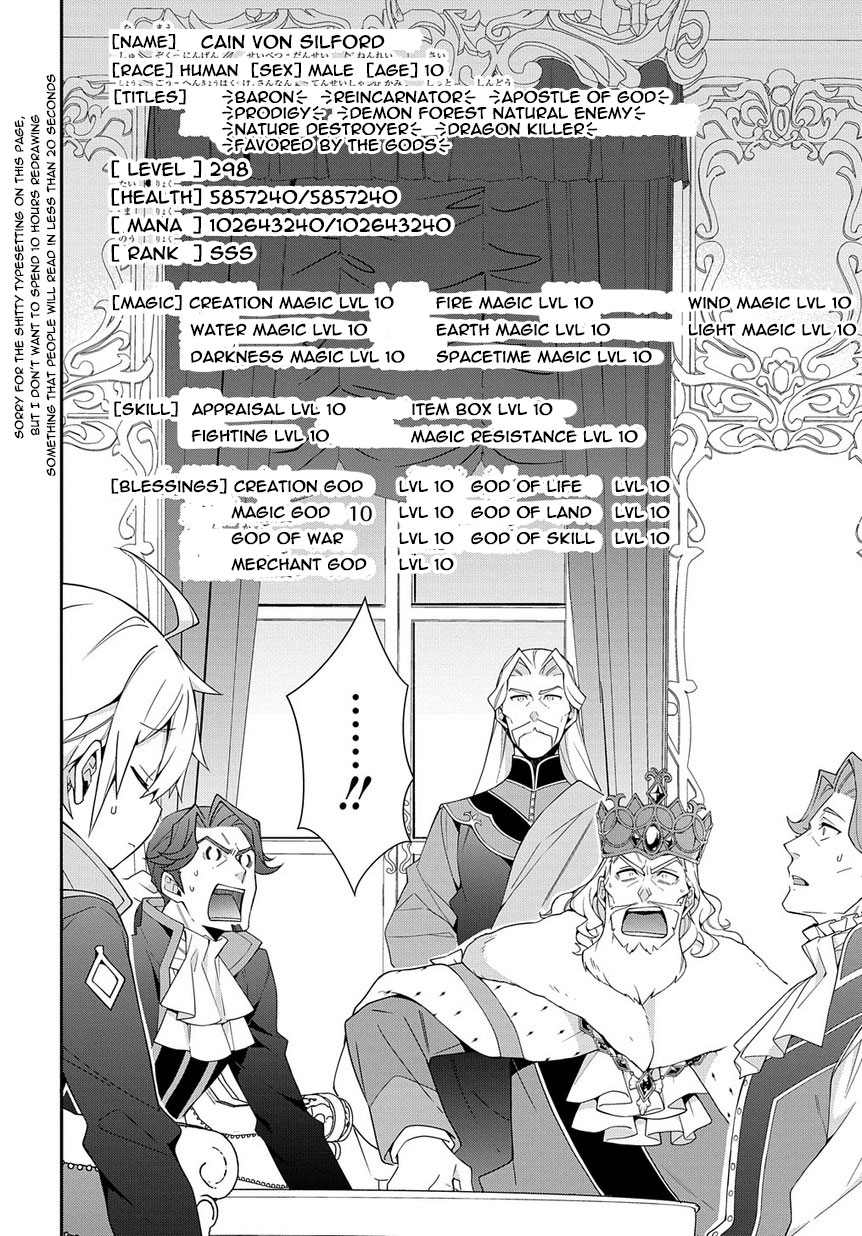 [NAME] CAIN VON SILFORD
[RACE] HUMAN [SEX] MALE [AGE] 10
[TITLES] BARON REINCARNATOR APOSTLE OF GOD
PRODIGY DEMON FOREST NATURAL ENEMY
NATURE DESTROYER DRAGON KILLER
FAVORED BY THE GODS
[ LEVEL ] 298
[HEALTH] 5857240/5857240
[ MANA ] 102643240/102643240
[ RANK ] SSS
[MAGIC] CREATION MAGIC LVL 10 FIRE MAGIC LVL 10 WIND MAGIC LVL 10
WATER MAGIC LVL 10 EARTH MAGIC LVL 10 LIGHT MAGIC LVL 10
DARKNESS MAGIC LVL 10 SPACETIME MAGIC LVL 10
[SKILL] APPRAISAL LVL 10 ITEM BOX LVL 10
FIGHTING LVL 10 MAGIC RESISTANCE LVL 10
[BLESSINGS] CREATION GOD LVL 10 GOD OF LIFE LVL 10
MAGIC GOD 10 LVL 10 GOD OF LAND LVL 10
GOD OF WAR LVL 10 GOD OF SKILL LVL 10
MERCHANT GOD LVL 10
SORRY FOR THE SHITTY TYPESETTING ON THIS PAGE,
BUT I DON'T WANT TO SPEND 10 HOURS REDRAWING
SOMETHING THAT PEOPLE WILL READ IN LESS THAN 20 SECONDS
......!!